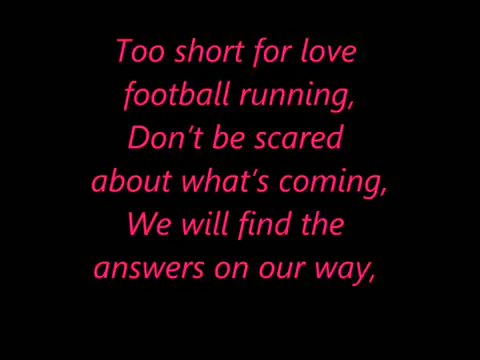 Too short for love
football running,
Don't be scared
about what's coming,
We will find the
answers on our way,